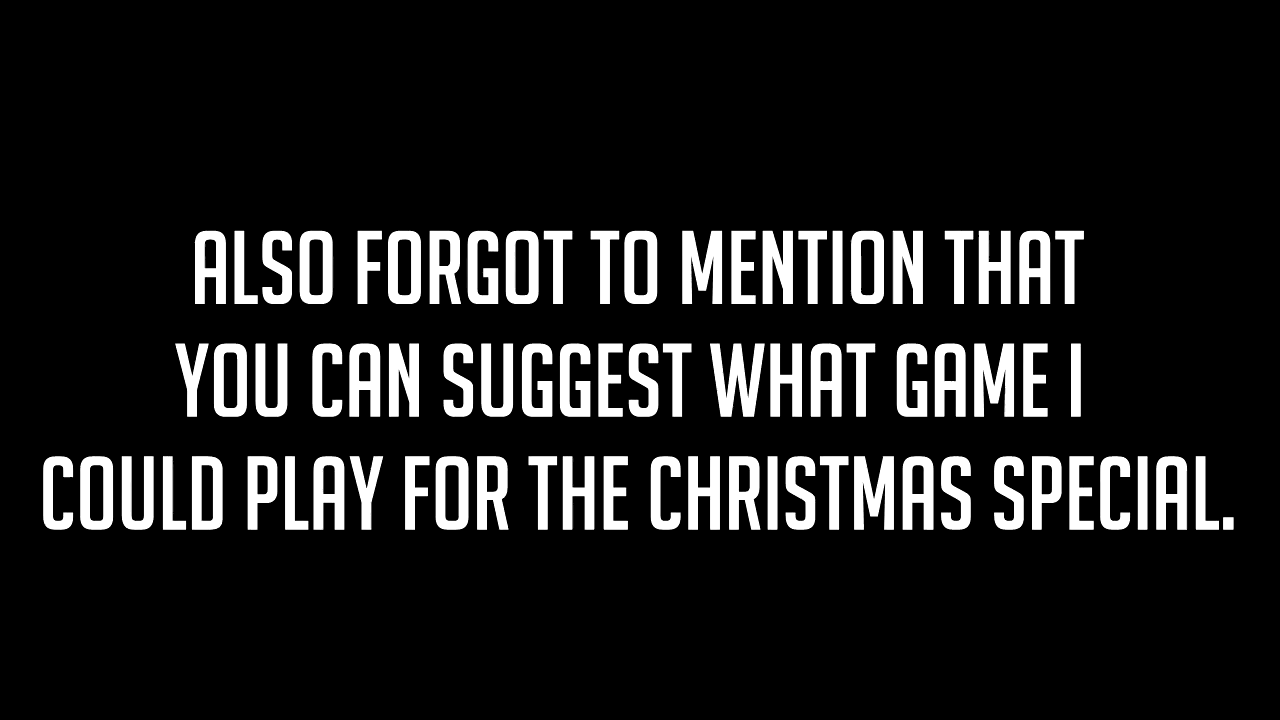 ALSO FORGOT TO MENTION THAT
YOU CAN SUGGEST WHAT GAME I
COULD PLAY FOR THE CHRISTMAS SPECIAL.